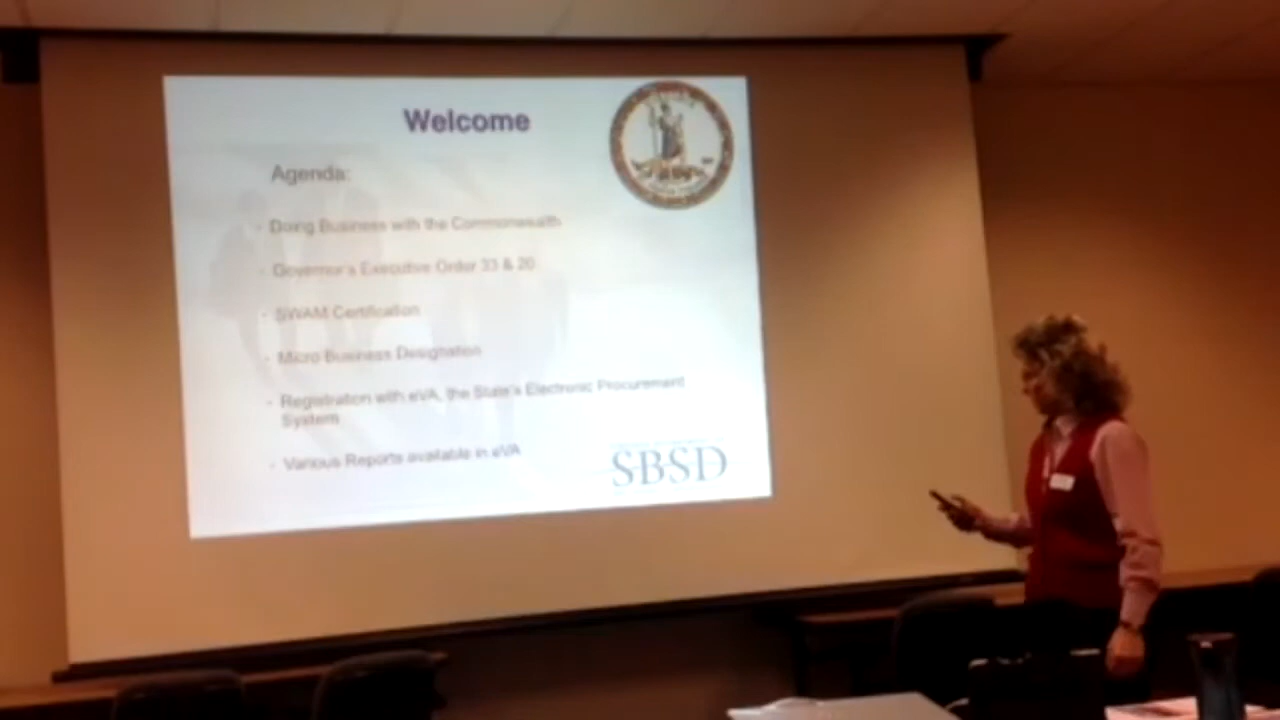 Welcome
Agenda:
- Doing Business with the Commonwealth
- Governor's Executive Order 33 & 20
- SWAM Certification
- Micro Business Designation
- Registration with eVA, the State's Electronic Procurement
System
- Various Reports available in eVA
SBSD